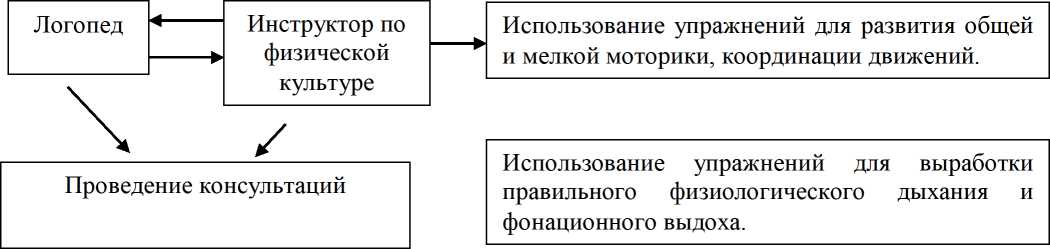 Логопед
Инструктор по
физической
культуре
Использование упражнений для развития общей
и мелкой моторики, координации движений.
Проведение консультаций
Использование упражнений для выработки
правильного физиологического дыхания и
фонационного выдоха.